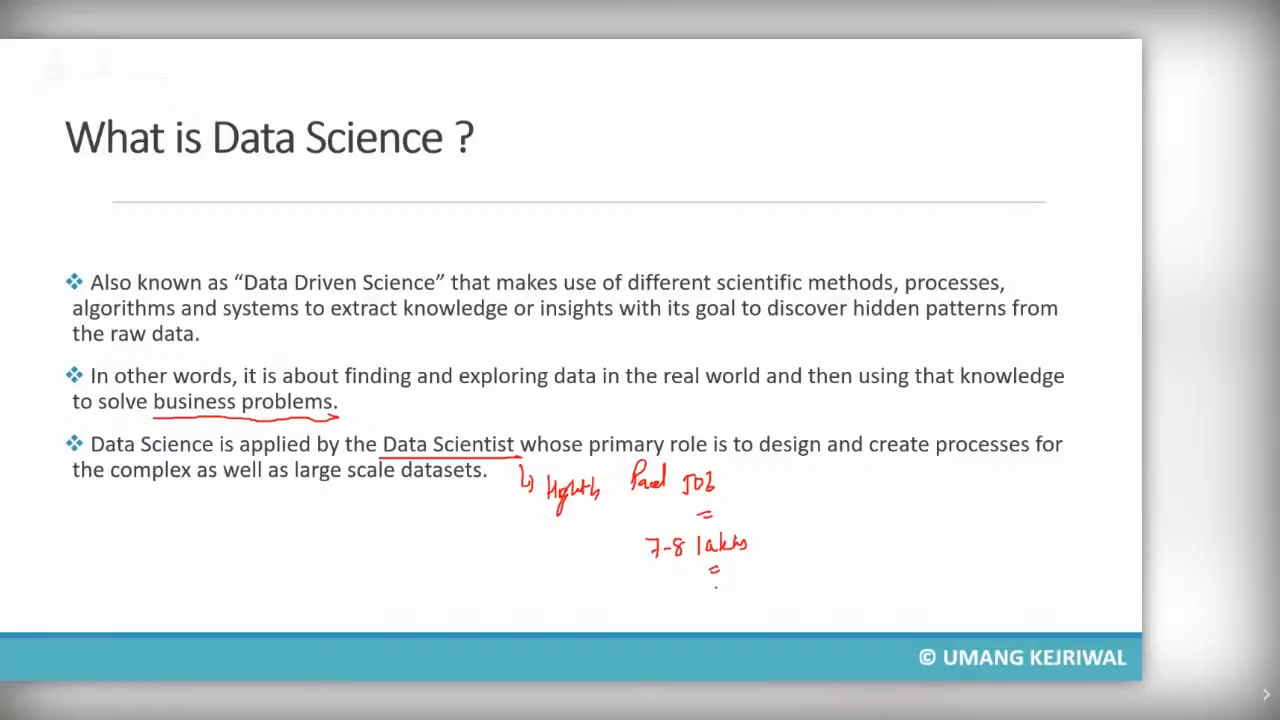 What is Data Science ?
❖ Also known as “Data Driven Science” that makes use of different scientific methods, processes,
algorithms and systems to extract knowledge or insights with its goal to discover hidden patterns from
the raw data.
❖ In other words, it is about finding and exploring data in the real world and then using that knowledge
to solve business problems.
❖ Data Science is applied by the Data Scientist whose primary role is to design and create processes for
the complex as well as large scale datasets.
Paid JOB
7-8 lakhs
© UMANG KEJRIWAL